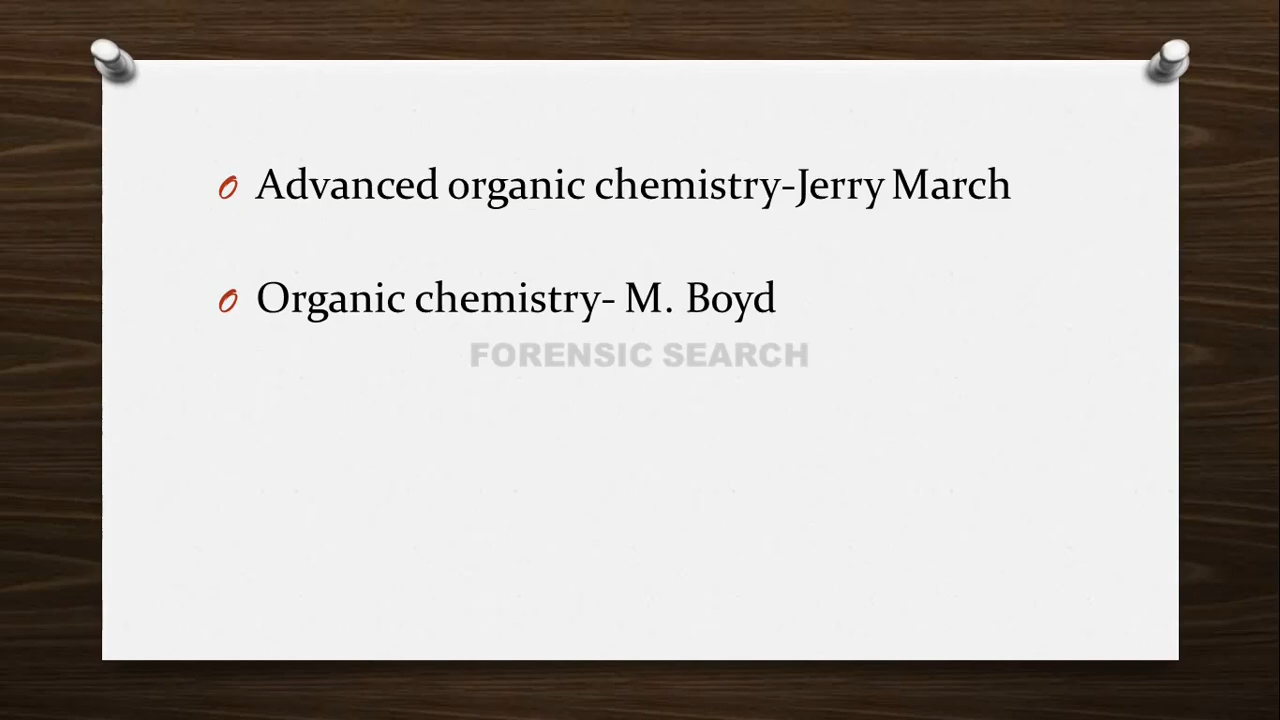 Advanced organic chemistry-Jerry March
Organic chemistry- M. Boyd
FORENSIC SEARCH